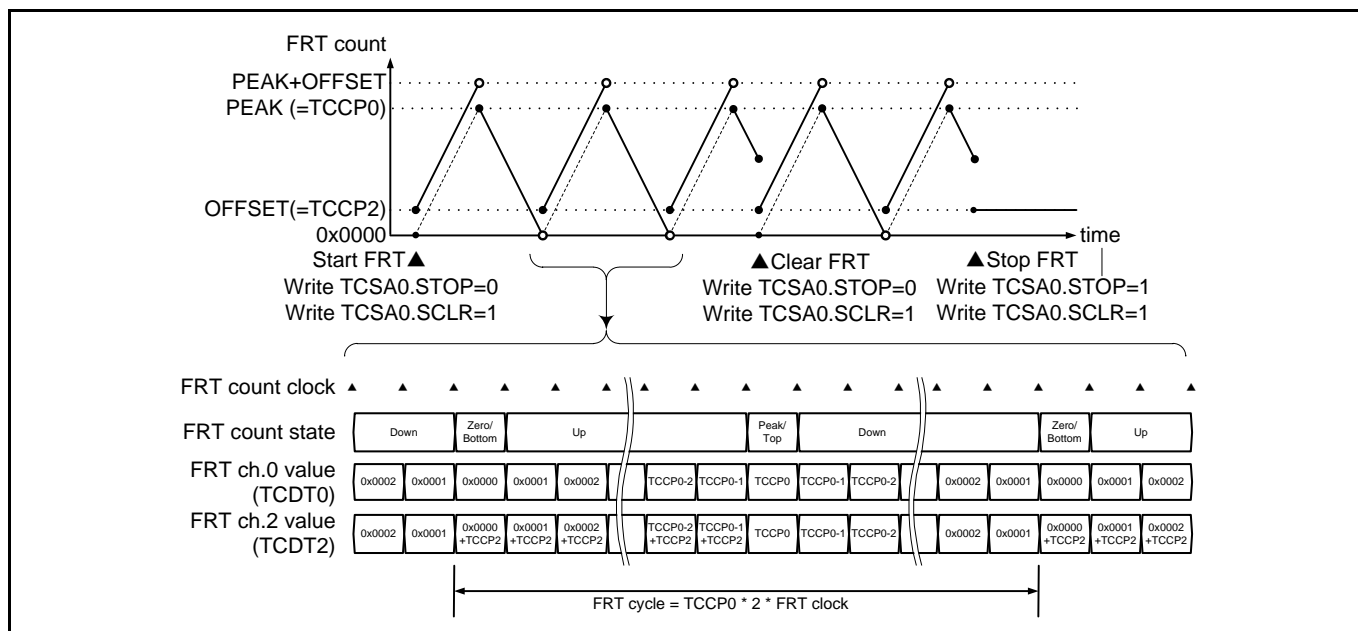 FRT count
PEAK+OFFSET
PEAK (=TCCP0)
OFFSET(=TCCP2)
0x0000
time
Start FRT▲
Write TCSA0.STOP=0
Write TCSA0.SCLR=1
▲Clear FRT
Write TCSA0.STOP=0
Write TCSA0.SCLR=1
▲Stop FRT
Write TCSA0.STOP=1
Write TCSA0.SCLR=1
FRT count clock
FRT count state
Down
Zero/
Bottom
Up
Peak/
Top
Down
Zero/
Bottom
Up
FRT ch.0 value
(TCDT0)
0x0002 0x0001 0x0000 0x0001 0x0002 TCCP0-2 TCCP0-1 TCCP0 TCCP0-1 TCCP0-2 0x0002 0x0001 0x0000 0x0001 0x0002
FRT ch.2 value
(TCDT2)
0x0002 0x0001 0x0000 0x0001 0x0002 TCCP0-2 TCCP0-1 TCCP0 TCCP0-1 TCCP0-2 0x0002 0x0001 0x0000 0x0001 0x0002
+TCCP2 +TCCP2 +TCCP2 +TCCP2 +TCCP2 +TCCP2 +TCCP2 +TCCP2
FRT cycle = TCCP0 * 2 * FRT clock